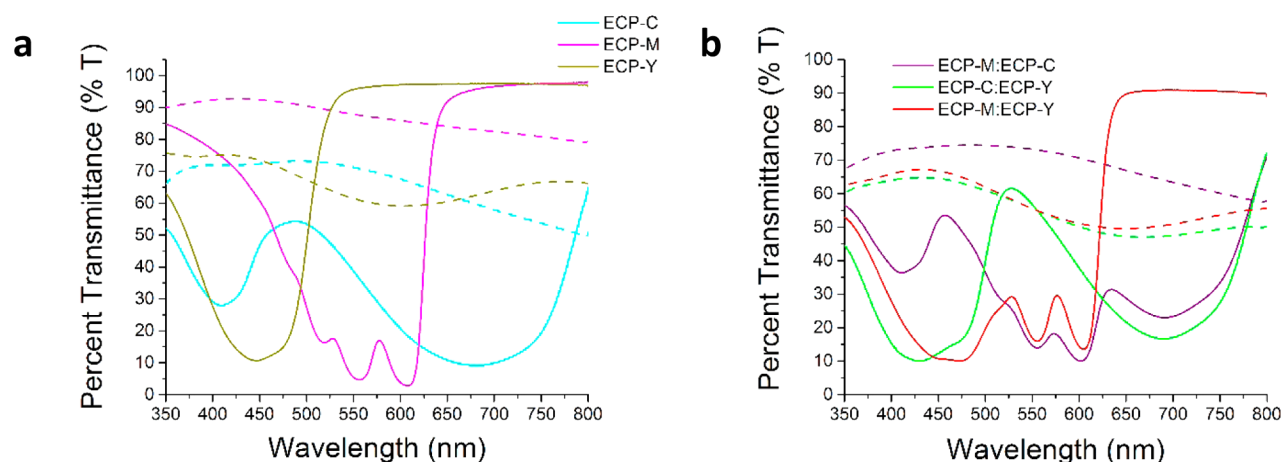 a
ECP-C
ECP-M
ECP-Y
Percent Transmittance (% T)
100
90
80
70
60
50
40
30
20
10
0
350 400 450 500 550 600 650 700 750 800
Wavelength (nm)
b
ECP-M:ECP-C
ECP-C:ECP-Y
ECP-M:ECP-Y
Percent Transmittance (% T)
100
90
80
70
60
50
40
30
20
10
0
350 400 450 500 550 600 650 700 750 800
Wavelength (nm)